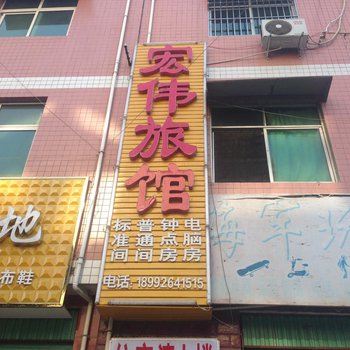 宏伟旅馆
标准间
普通间
钟点房
电脑房
电话:18992641515
地
布鞋